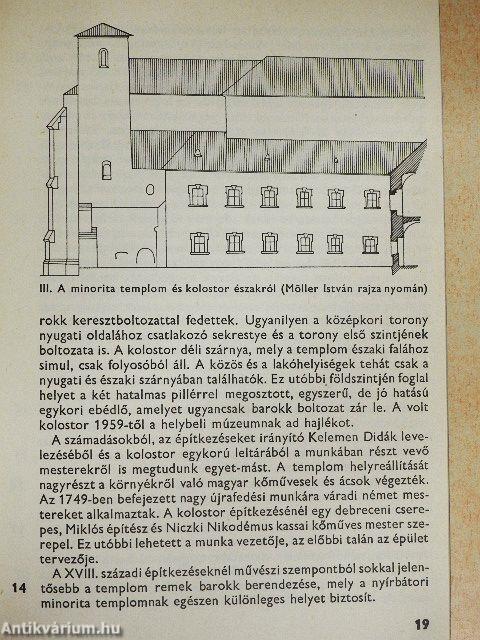 III. A minorita templom és kolostor északról (Möller István rajza nyomán)
rokk keresztboltozattal fedettek. Ugyanilyen a középkori torony
nyugati oldalához csatlakozó sekrestye és a torony első szintjének
boltozata is. A kolostor déli szárnya, mely a templom északi falához
simul, csak folyosóból áll. A közös és a lakóhelyiségek tehát csak a
nyugati és északi szárnyában találhatók. Ez utóbbi földszintjén foglal
helyet a két hatalmas pillérrel megosztott, egyszerű, de jó hatású
egykori ebédlő, amelyet ugyancsak barokk boltozat zár le. A volt
kolostor 1959-től a helybeli múzeumnak ad hajlékot.
A számadásokból, az építkezéseket irányító Kelemen Didák leve-
lezéséből és a kolostor egykorú leltárából a munkában részt vevő
mesterekről is megtudunk egyet-mást. A templom helyreállítását
nagyrészt a környékről való magyar kőművesek és ácsok végezték.
Az 1749-ben befejezett nagy újrafedési munkára váradi német mes-
tereket alkalmaztak. A kolostor építkezésénél egy debreceni csere-
pes, Miklós építész és Niczki Nikodémus kassai kőműves mester sze-
repel. Ez utóbbi lehetett a munka vezetője, az előbbi talán az épület
tervezője.
A XVIII. századi építkezéseknél művészi szempontból sokkal jelen-
14 tősebb a templom remek barokk berendezése, mely a nyírbátori
minorita templomnak egészen különleges helyet biztosít.
19
Antikvárium.hu